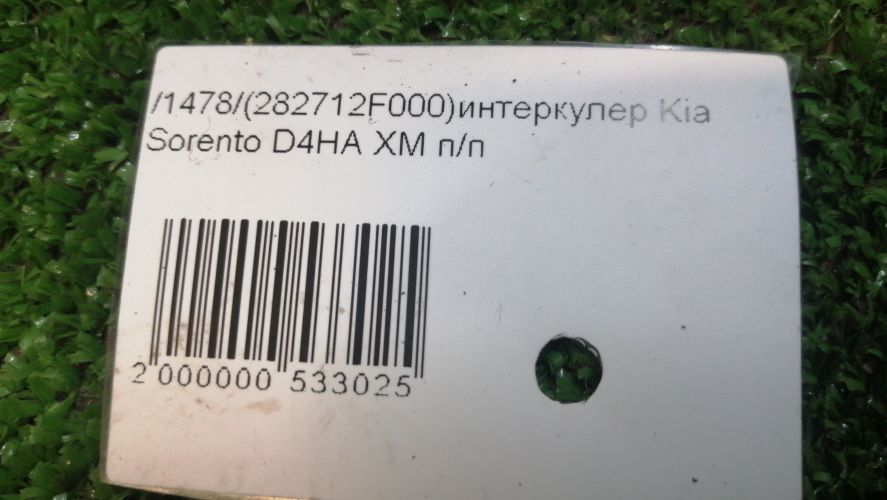 /1478/(282712F000)интеркулер Kia
Sorento D4HA XM п/п
2 000000 533025